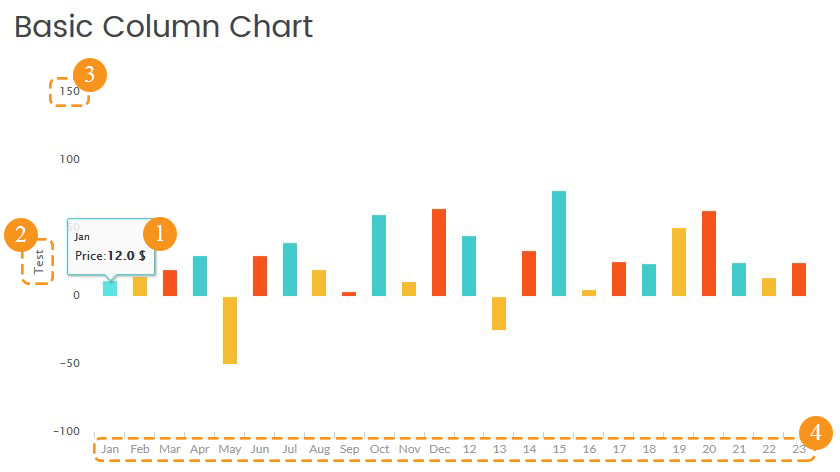 Basic Column Chart
3
150
100
50
2
1
Jan
Price:12.0 $
Test
0
−50
−100
4
Jan Feb Mar Apr May Jun Jul Aug Sep Oct Nov Dec 12 13 14 15 16 17 18 19 20 21 22 23